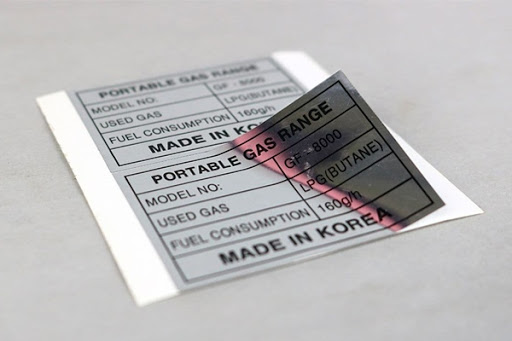 PORTABLE GAS RANGE
MODEL NO: GF - 8000
USED GAS LPG(BUTANE)
FUEL CONSUMPTION 160g/h
MADE IN KO
PORTABLE GAS RANGE
MODEL NO: GF - 8000
USED GAS LPG(BUTANE)
FUEL CONSUMPTION 160g/h
MADE IN KOREA